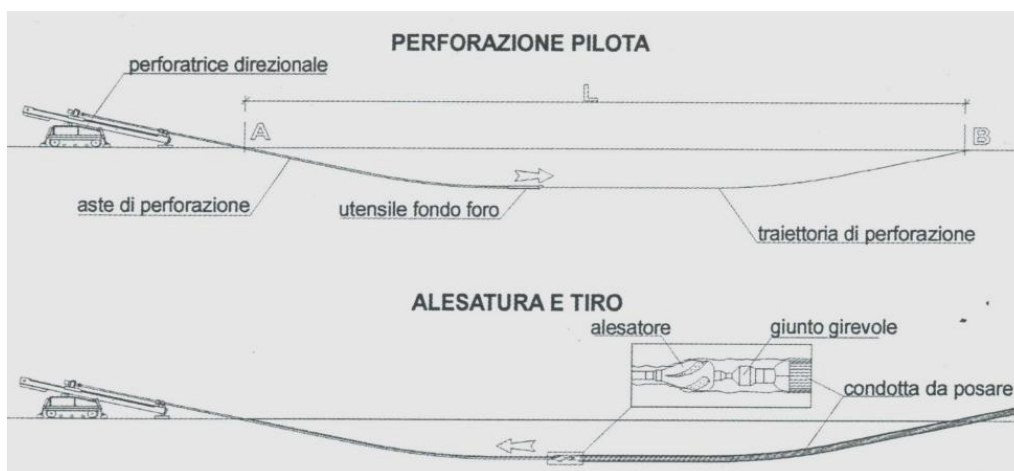 PERFORAZIONE PILOTA
perforatrice direzionale
L
A
B
aste di perforazione
utensile fondo foro
traiettoria di perforazione
ALESATURA E TIRO
alesatore
giunto girevole
condotta da posare